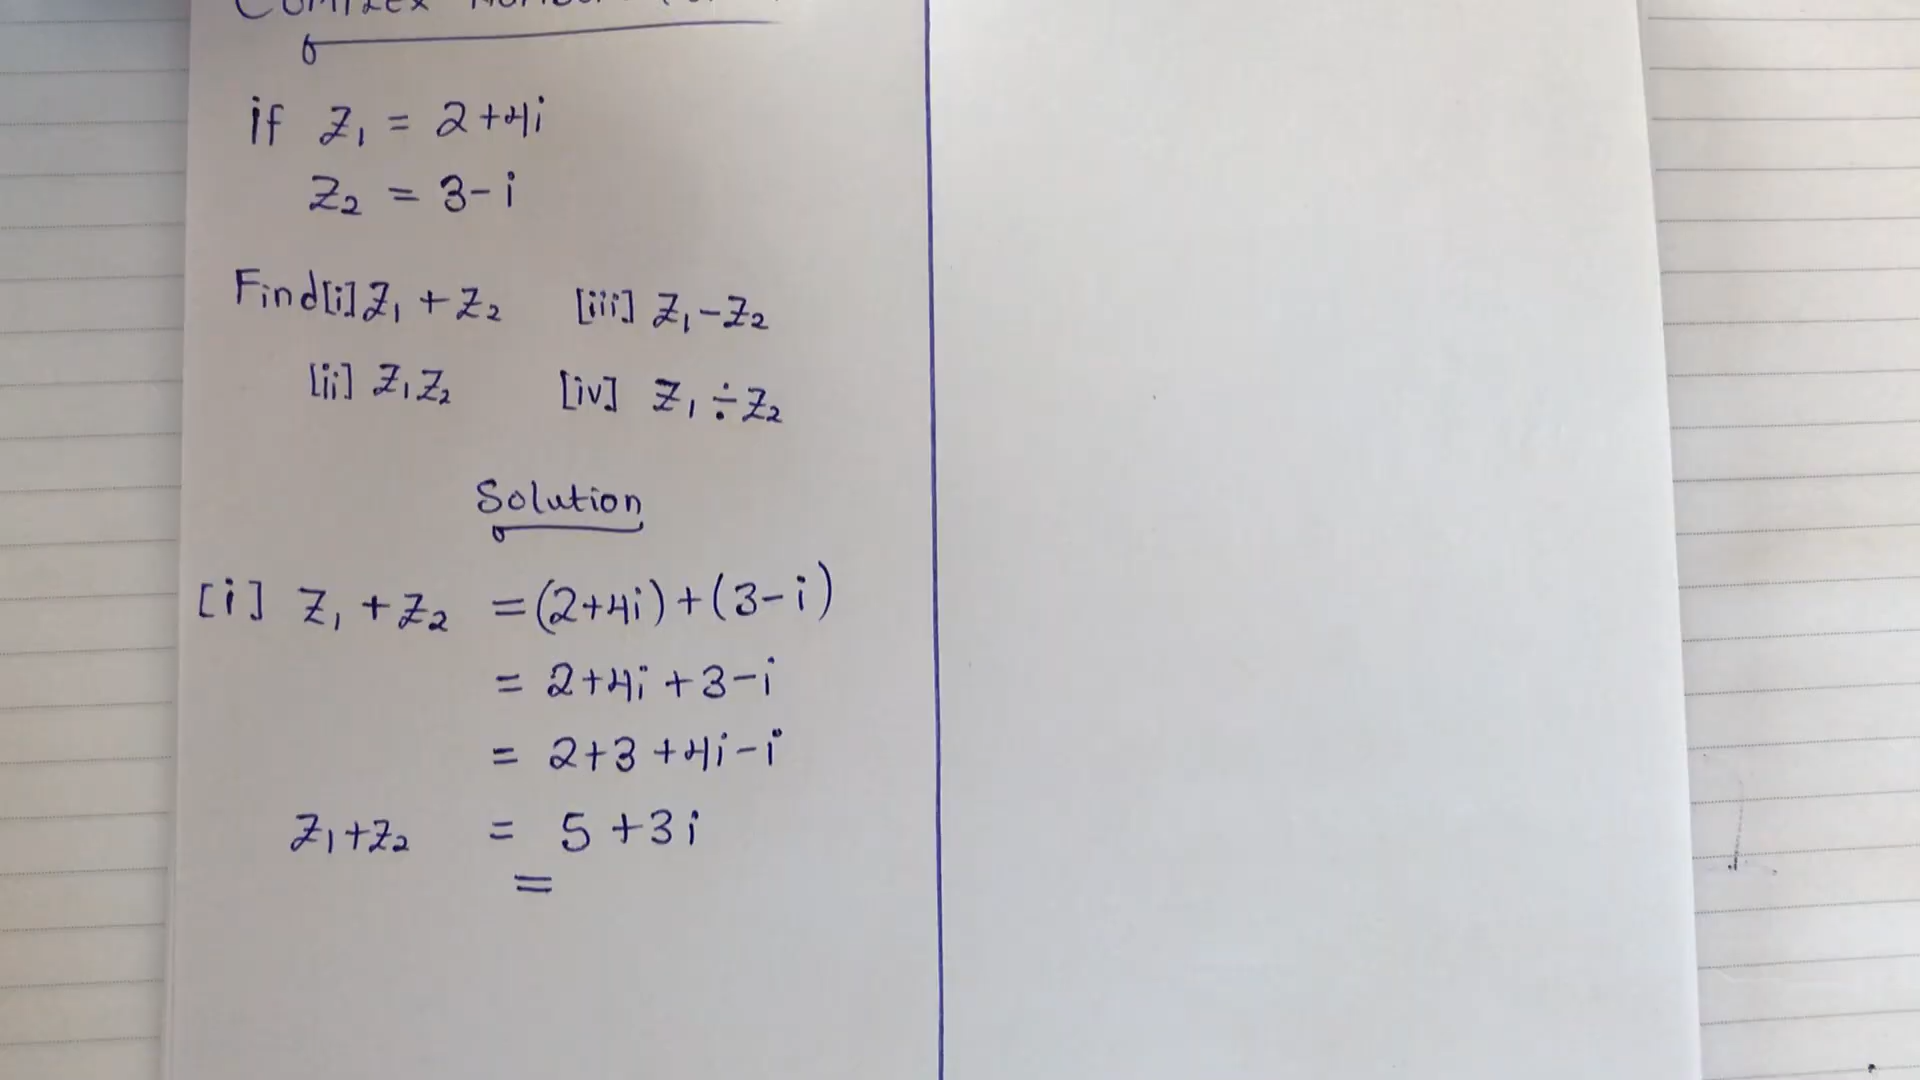 if Z₁ = 2+4i
Z₂ = 3-i
Find [i] Z₁ + Z₂ [iii] Z₁-Z₂
[ii] Z₁Z₂ [iv] Z₁ ÷ Z₂
Solution
[i] Z₁ + Z₂ = (2+4i)+(3-i)
= 2+4i +3-i
= 2+3 +4i-i
Z₁+Z₂ = 5 +3i
=